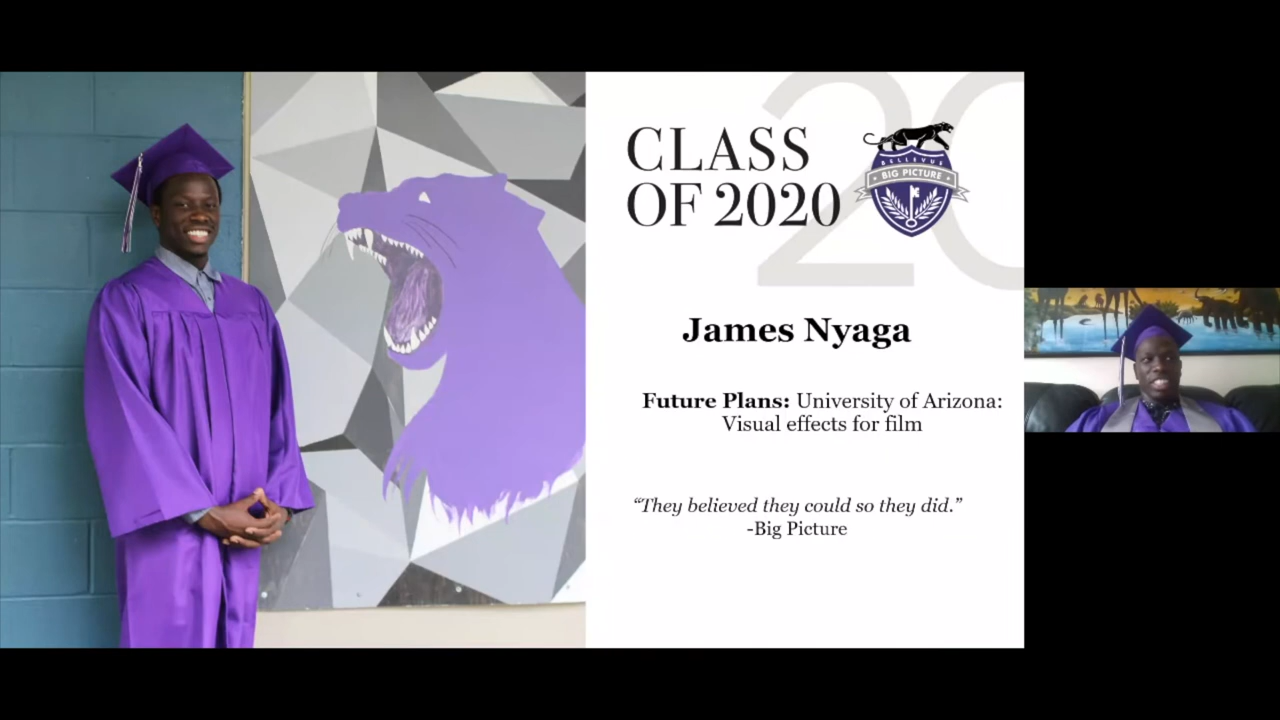 CLASS
OF 2020
20
BELLEVUE
BIG PICTURE
James Nyaga
Future Plans: University of Arizona:
Visual effects for film
“They believed they could so they did.”
-Big Picture